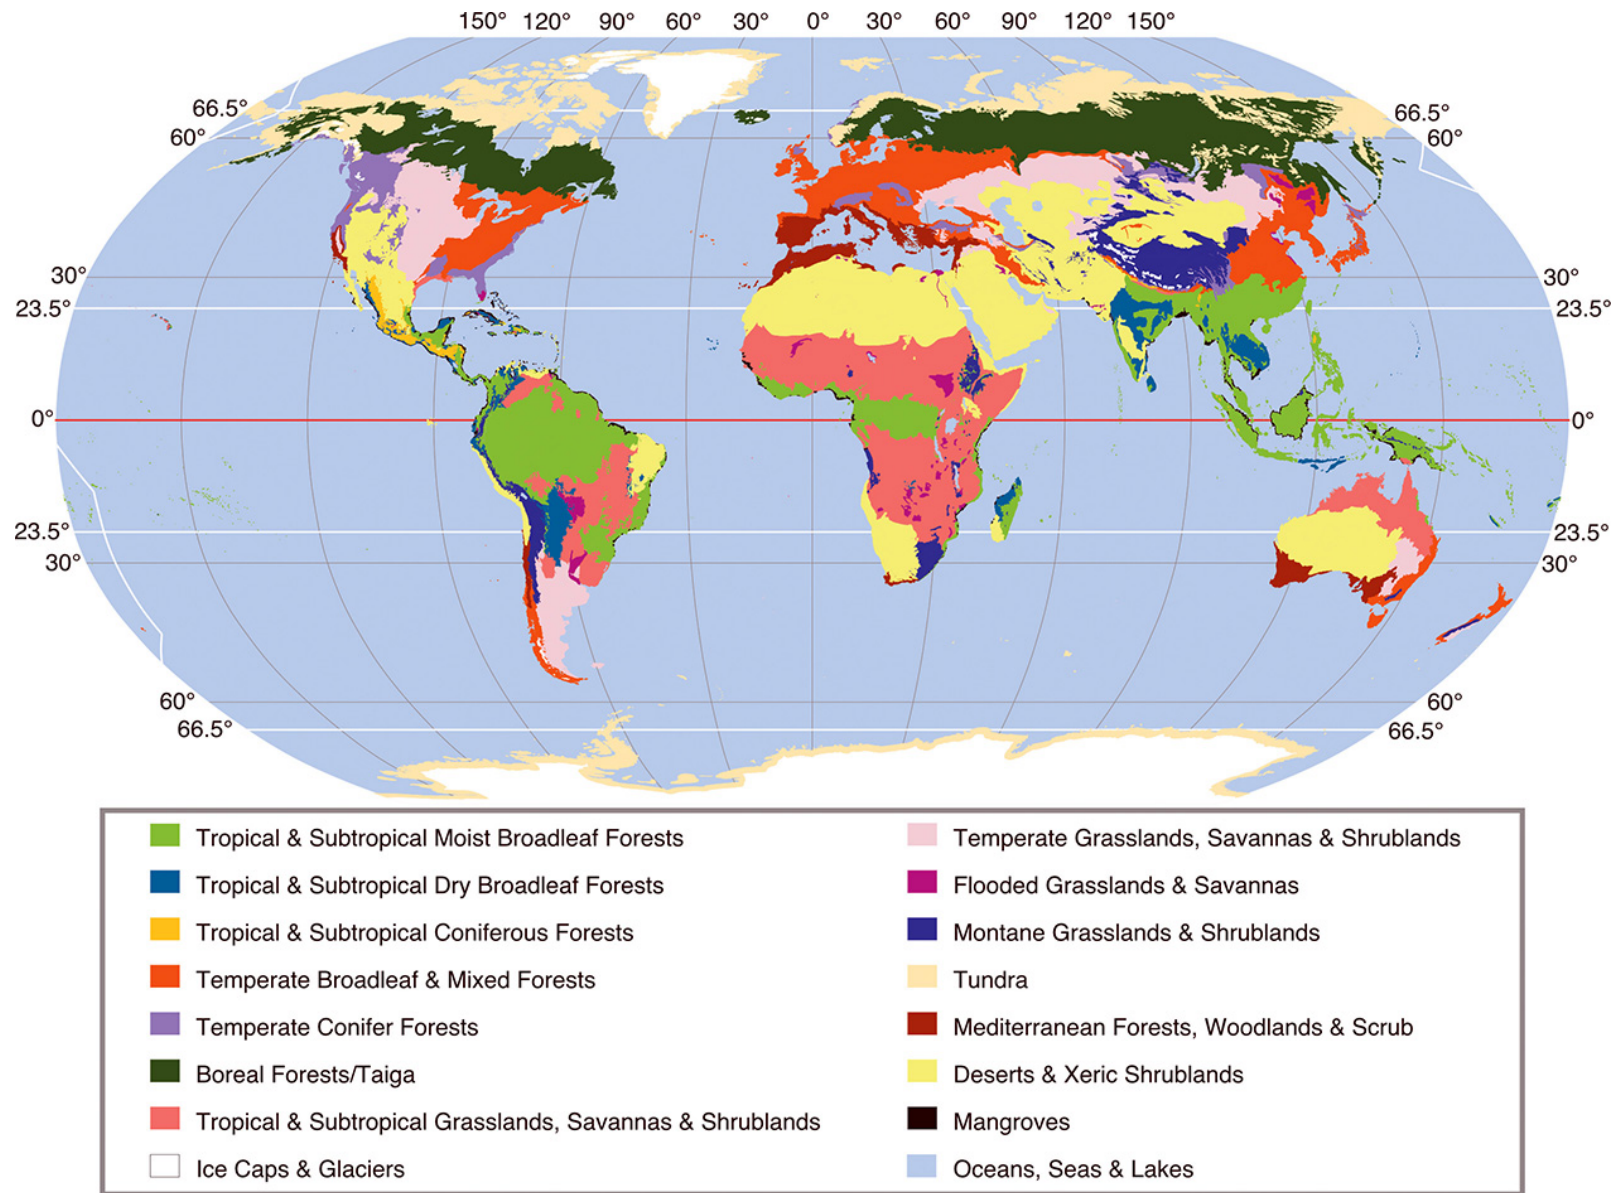 150° 120° 90° 60° 30° 0° 30° 60° 90° 120° 150°
66.5° 66.5°
60° 60°
30° 30°
23.5° 23.5°
0° 0°
23.5° 23.5°
30° 30°
60° 60°
66.5° 66.5°
Tropical & Subtropical Moist Broadleaf Forests
Tropical & Subtropical Dry Broadleaf Forests
Tropical & Subtropical Coniferous Forests
Temperate Broadleaf & Mixed Forests
Temperate Conifer Forests
Boreal Forests/Taiga
Tropical & Subtropical Grasslands, Savannas & Shrublands
Ice Caps & Glaciers
Temperate Grasslands, Savannas & Shrublands
Flooded Grasslands & Savannas
Montane Grasslands & Shrublands
Tundra
Mediterranean Forests, Woodlands & Scrub
Deserts & Xeric Shrublands
Mangroves
Oceans, Seas & Lakes